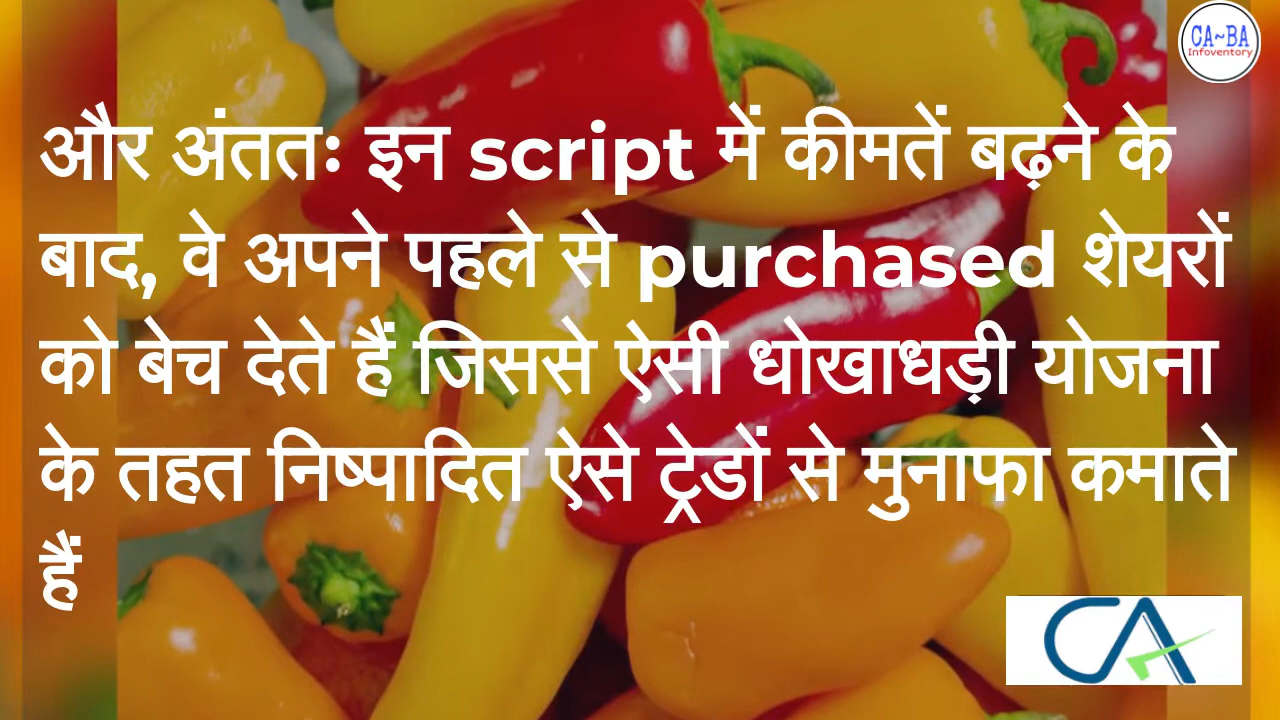 CA~BA
Infoventory
और अंततः इन script में कीमतें बढ़ने के
बाद, वे अपने पहले से purchased शेयरों
को बेच देते हैं जिससे ऐसी धोखाधड़ी योजना
के तहत निष्पादित ऐसे ट्रेडों से मुनाफा कमाते
हैं
CA